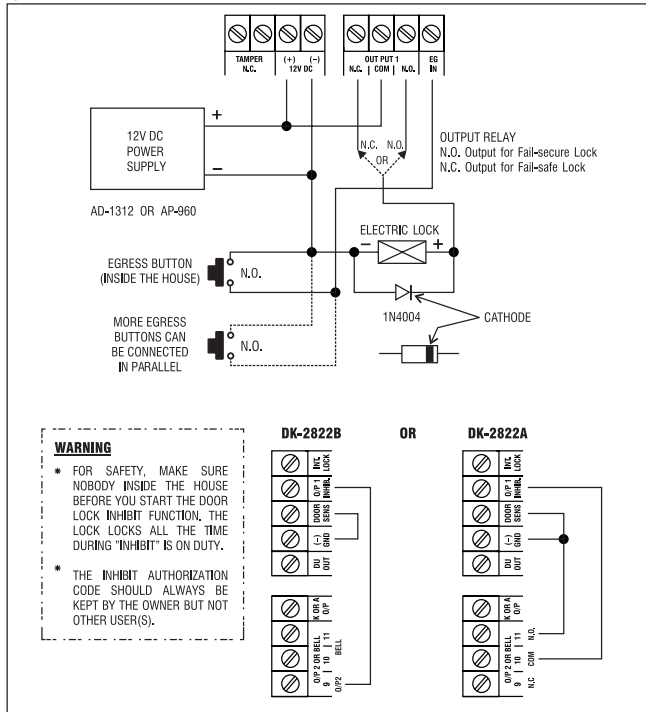 TAMPER
N.C.
(+) (-)
12V DC
OUT PUT 1
N.C. | COM | N.O.
EG
IN
12V DC
POWER
SUPPLY
+
−
AD-1312 OR AP-960
N.C. N.O.
OR
OUTPUT RELAY
N.O. Output for Fail-secure Lock
N.C. Output for Fail-safe Lock
ELECTRIC LOCK
− +
EGRESS BUTTON
(INSIDE THE HOUSE)
N.O.
1N4004
CATHODE
MORE EGRESS
BUTTONS CAN
BE CONNECTED
IN PARALLEL
N.O.
WARNING
* FOR SAFETY, MAKE SURE
NOBODY INSIDE THE HOUSE
BEFORE YOU START THE DOOR
LOCK INHIBIT FUNCTION. THE
LOCK LOCKS ALL THE TIME
DURING "INHIBIT" IS ON DUTY.
* THE INHIBIT AUTHORIZATION
CODE SHOULD ALWAYS BE
KEPT BY THE OWNER BUT NOT
OTHER USER(S).
DK-2822B OR DK-2822A
INT.
LOCK
O/P 1
INHIB.
DOOR
SENS
(-)
GND
DU
OUT
K OR A
O/P
O/P 2 OR BELL
9 | 10 | 11
O/P2 BELL
INT.
LOCK
O/P 1
INHIB.
DOOR
SENS
(-)
GND
DU
OUT
K OR A
O/P
O/P 2 OR BELL
9 | 10 | 11
N.C COM N.O.